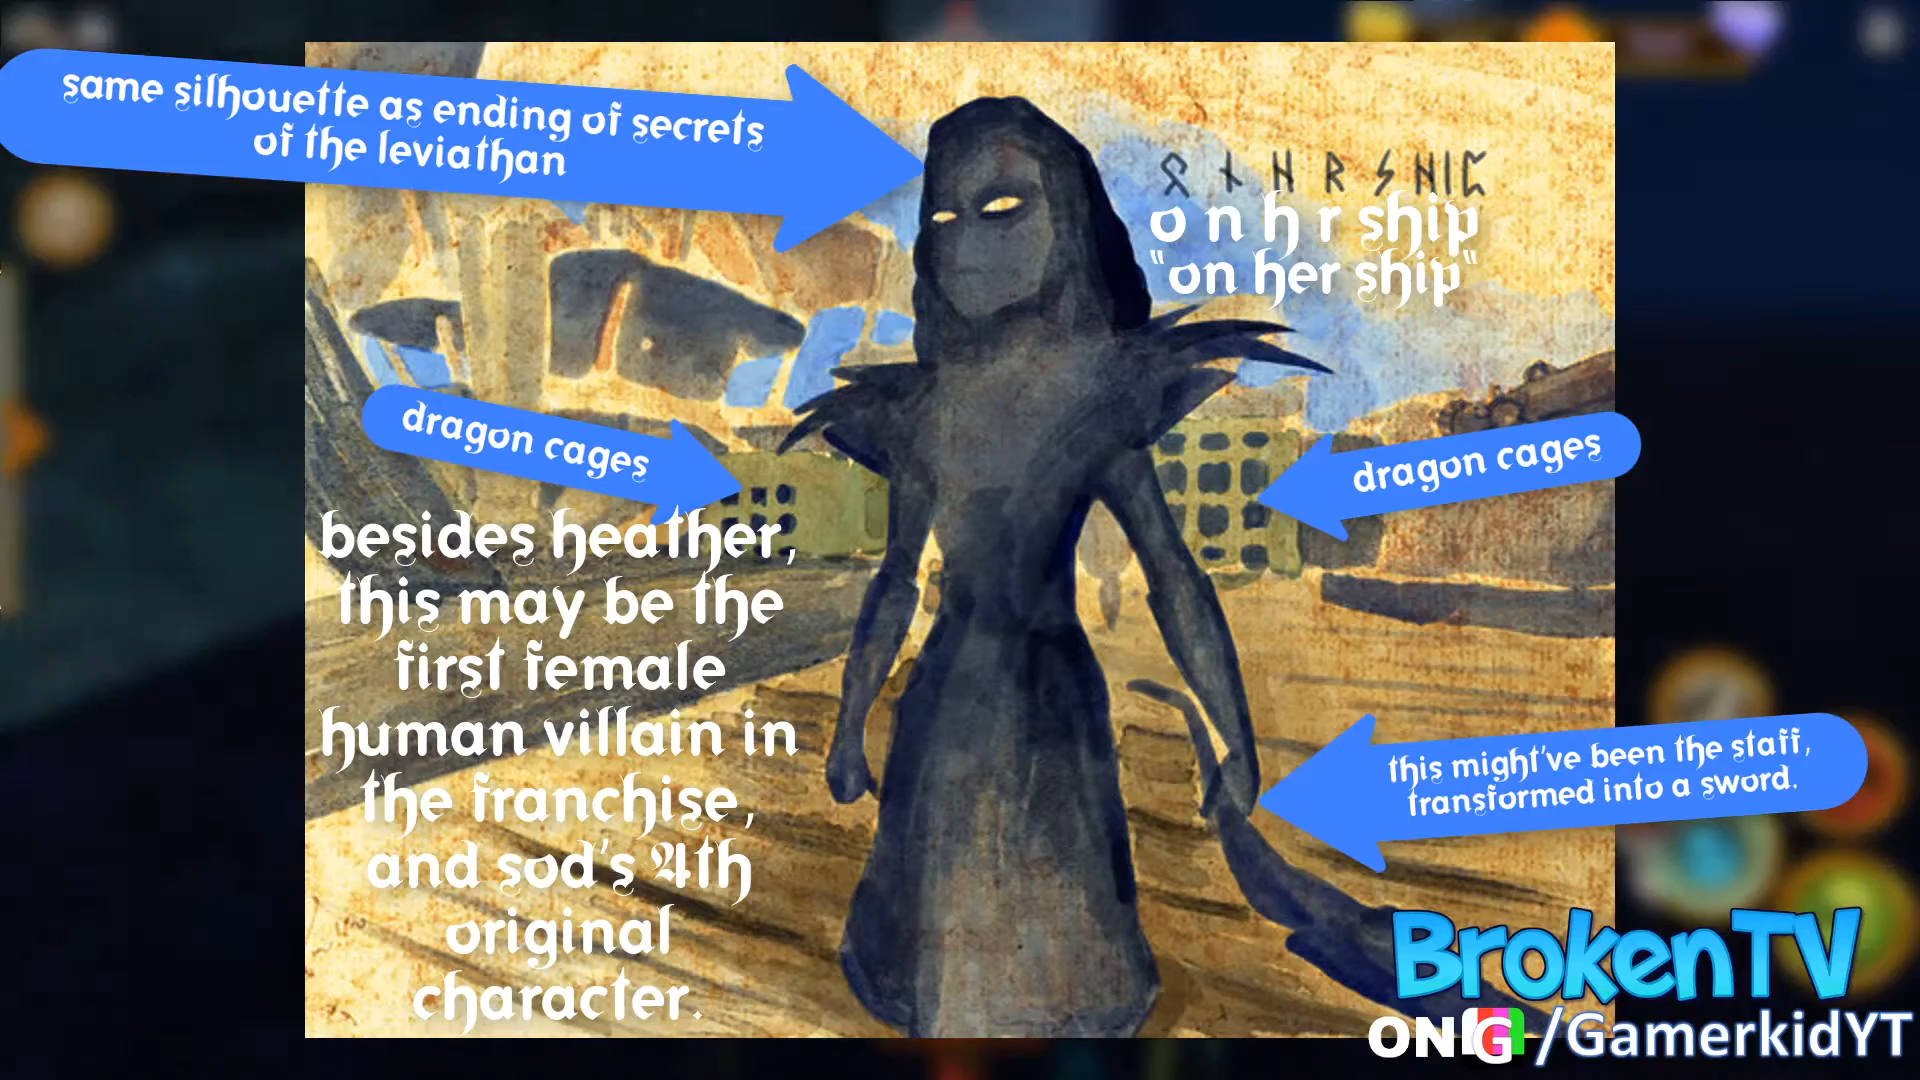 same silhouette as ending of secrets
of the leviathan
ᛟ ᚾ ᚺ ᚱ ᛋᚺᛁᛈ
o n h r ship
"on her ship"
dragon cages
dragon cages
besides heather,
this may be the
first female
human villain in
the franchise,
and sod's 4th
original
character.
this might've been the staff,
transformed into a sword.
BrokenTV
/GamerkidYT